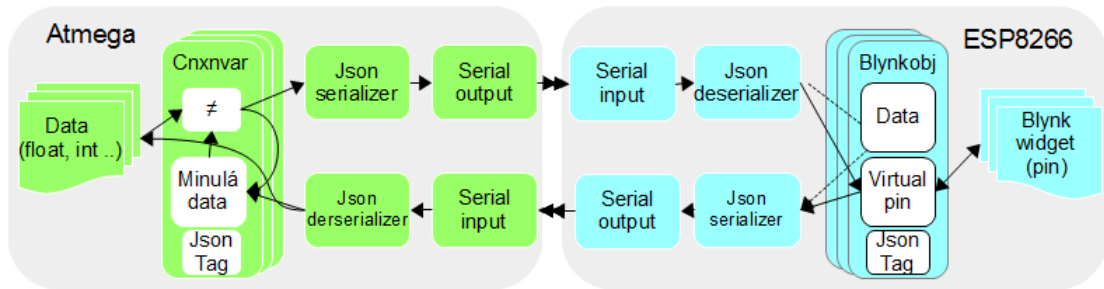 Atmega
Data
(float, int ..)
Cnxnvar
≠
Minulá
data
Json
Tag
Json
serializer
Serial
output
Json
derserializer
Serial
input
ESP8266
Serial
input
Json
deserializer
Serial
output
Json
serializer
Blynkobj
Data
Virtual
pin
Json
Tag
Blynk
widget
(pin)